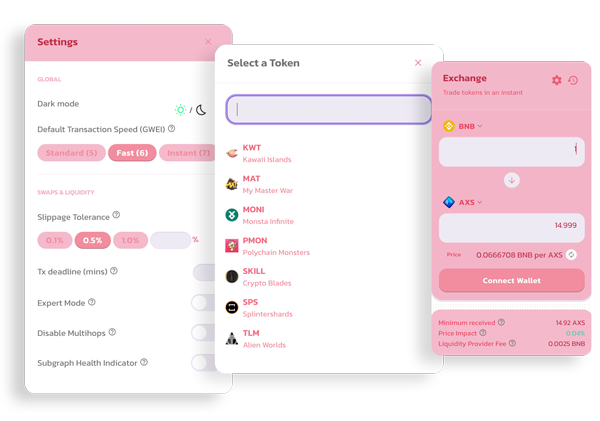 Settings
GLOBAL
Dark mode
/
Default Transaction Speed (GWEI)
Standard (5) Fast (6) Instant (7)
SWAPS & LIQUIDITY
Slippage Tolerance
0.1% 0.5% 1.0% %
Tx deadline (mins)
Expert Mode
Disable Multihops
Subgraph Health Indicator
Select a Token
KWT
Kawaii Islands
MAT
My Master War
MONI
Monsta Infinite
PMON
Polychain Monsters
SKILL
Crypto Blades
SPS
Splintershards
TLM
Alien Worlds
Exchange
Trade tokens in an instant
BNB
1
AXS
14.999
Price 0.0666708 BNB per AXS
Connect Wallet
Minimum received 14.92 AXS
Price Impact 0.04%
Liquidity Provider Fee 0.0025 BNB